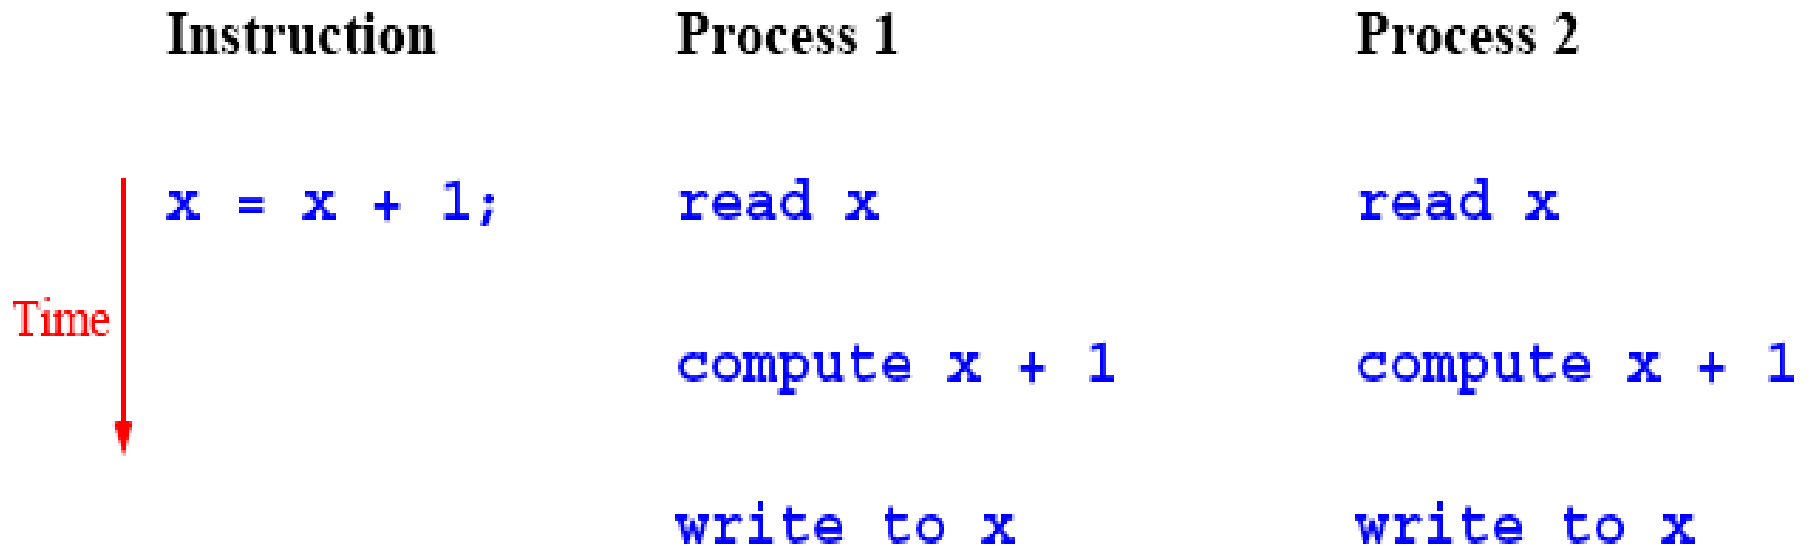 Instruction Process 1 Process 2
x = x + 1; read x read x
Time
compute x + 1 compute x + 1
write to x write to x